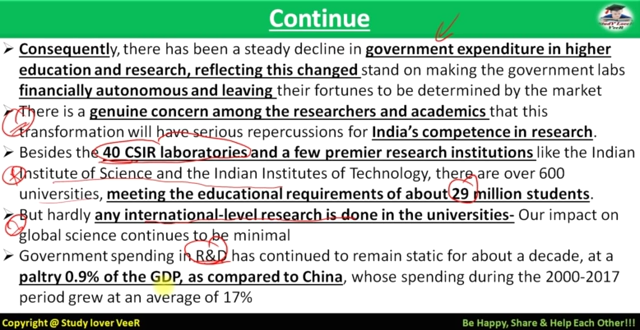 Continue
➢ Consequently, there has been a steady decline in government expenditure in higher
education and research, reflecting this changed stand on making the government labs
financially autonomous and leaving their fortunes to be determined by the market
➢ There is a genuine concern among the researchers and academics that this
transformation will have serious repercussions for India's competence in research.
➢ Besides the 40 CSIR laboratories and a few premier research institutions like the Indian
Institute of Science and the Indian Institutes of Technology, there are over 600
universities, meeting the educational requirements of about 29 million students.
➢ But hardly any international-level research is done in the universities- Our impact on
global science continues to be minimal
➢ Government spending in R&D has continued to remain static for about a decade, at a
paltry 0.9% of the GDP, as compared to China, whose spending during the 2000-2017
period grew at an average of 17%
Copyright @ Study lover VeeR
Be Happy, Share & Help Each Other!!!